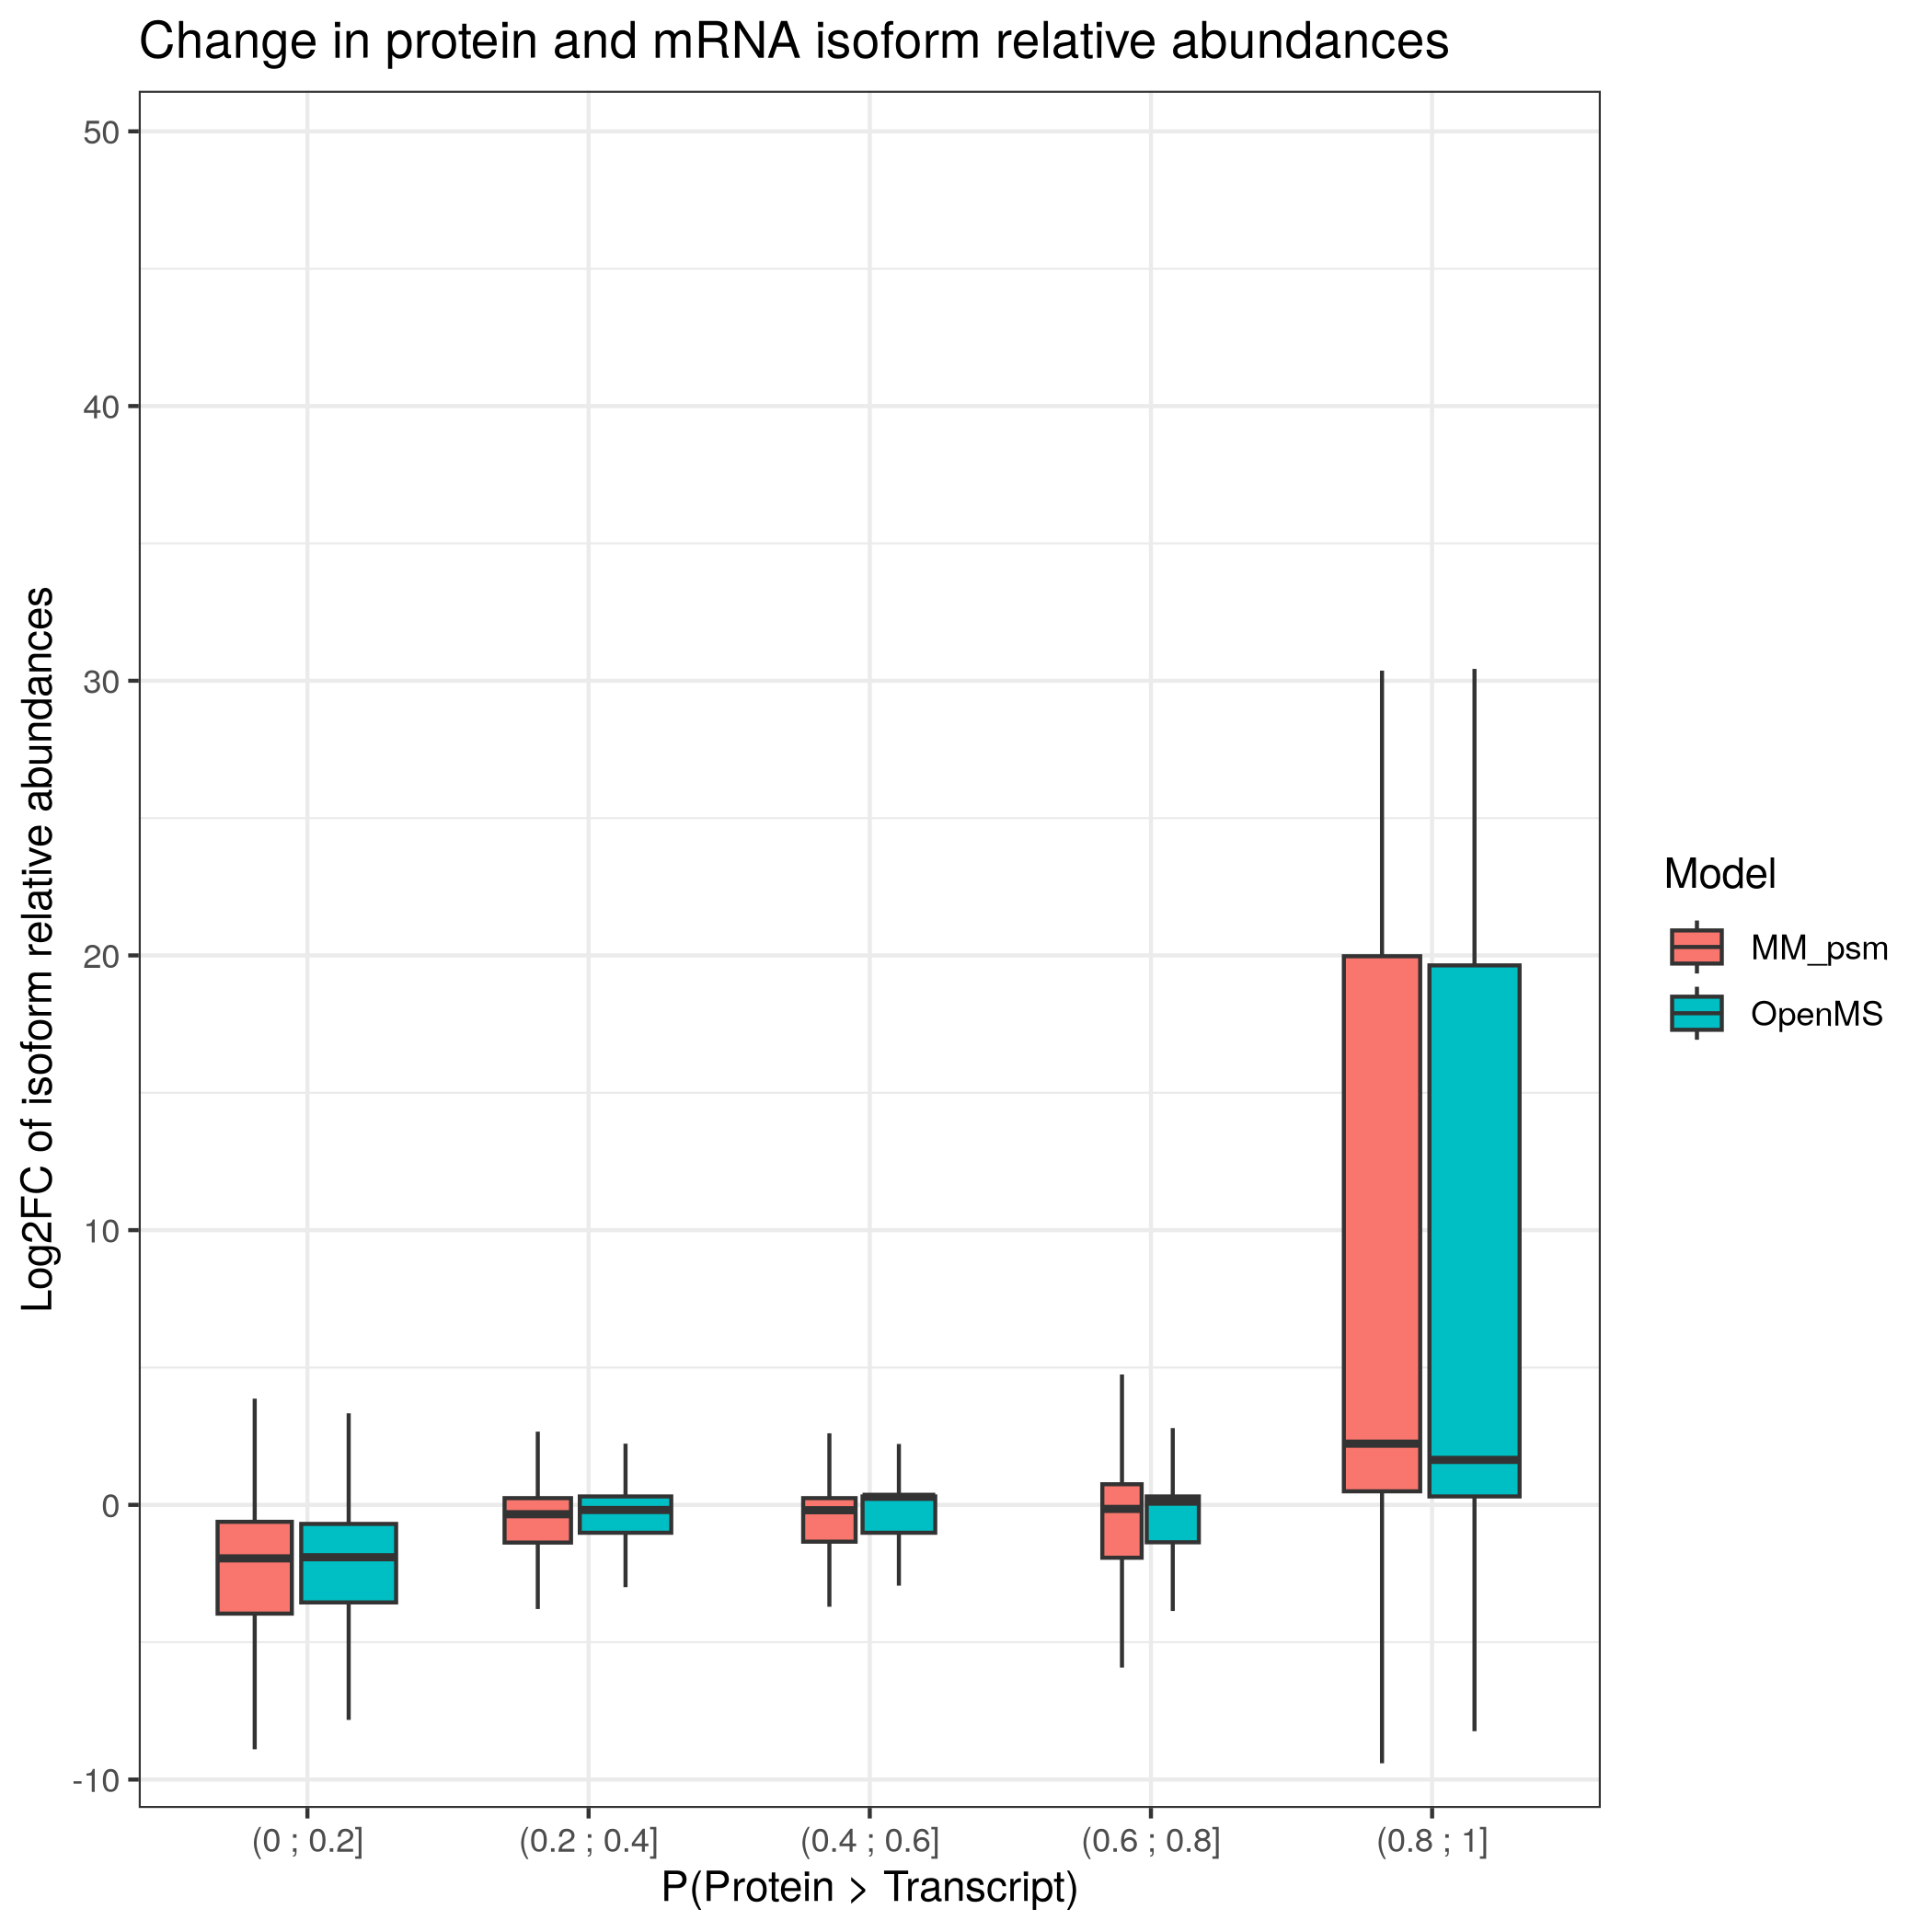 Change in protein and mRNA isoform relative abundances
Log2FC of isoform relative abundances
50
40
30
20
10
0
-10
(0 ; 0.2]
(0.2 ; 0.4]
(0.4 ; 0.6]
(0.6 ; 0.8]
(0.8 ; 1]
P(Protein > Transcript)
Model
MM_psm
OpenMS